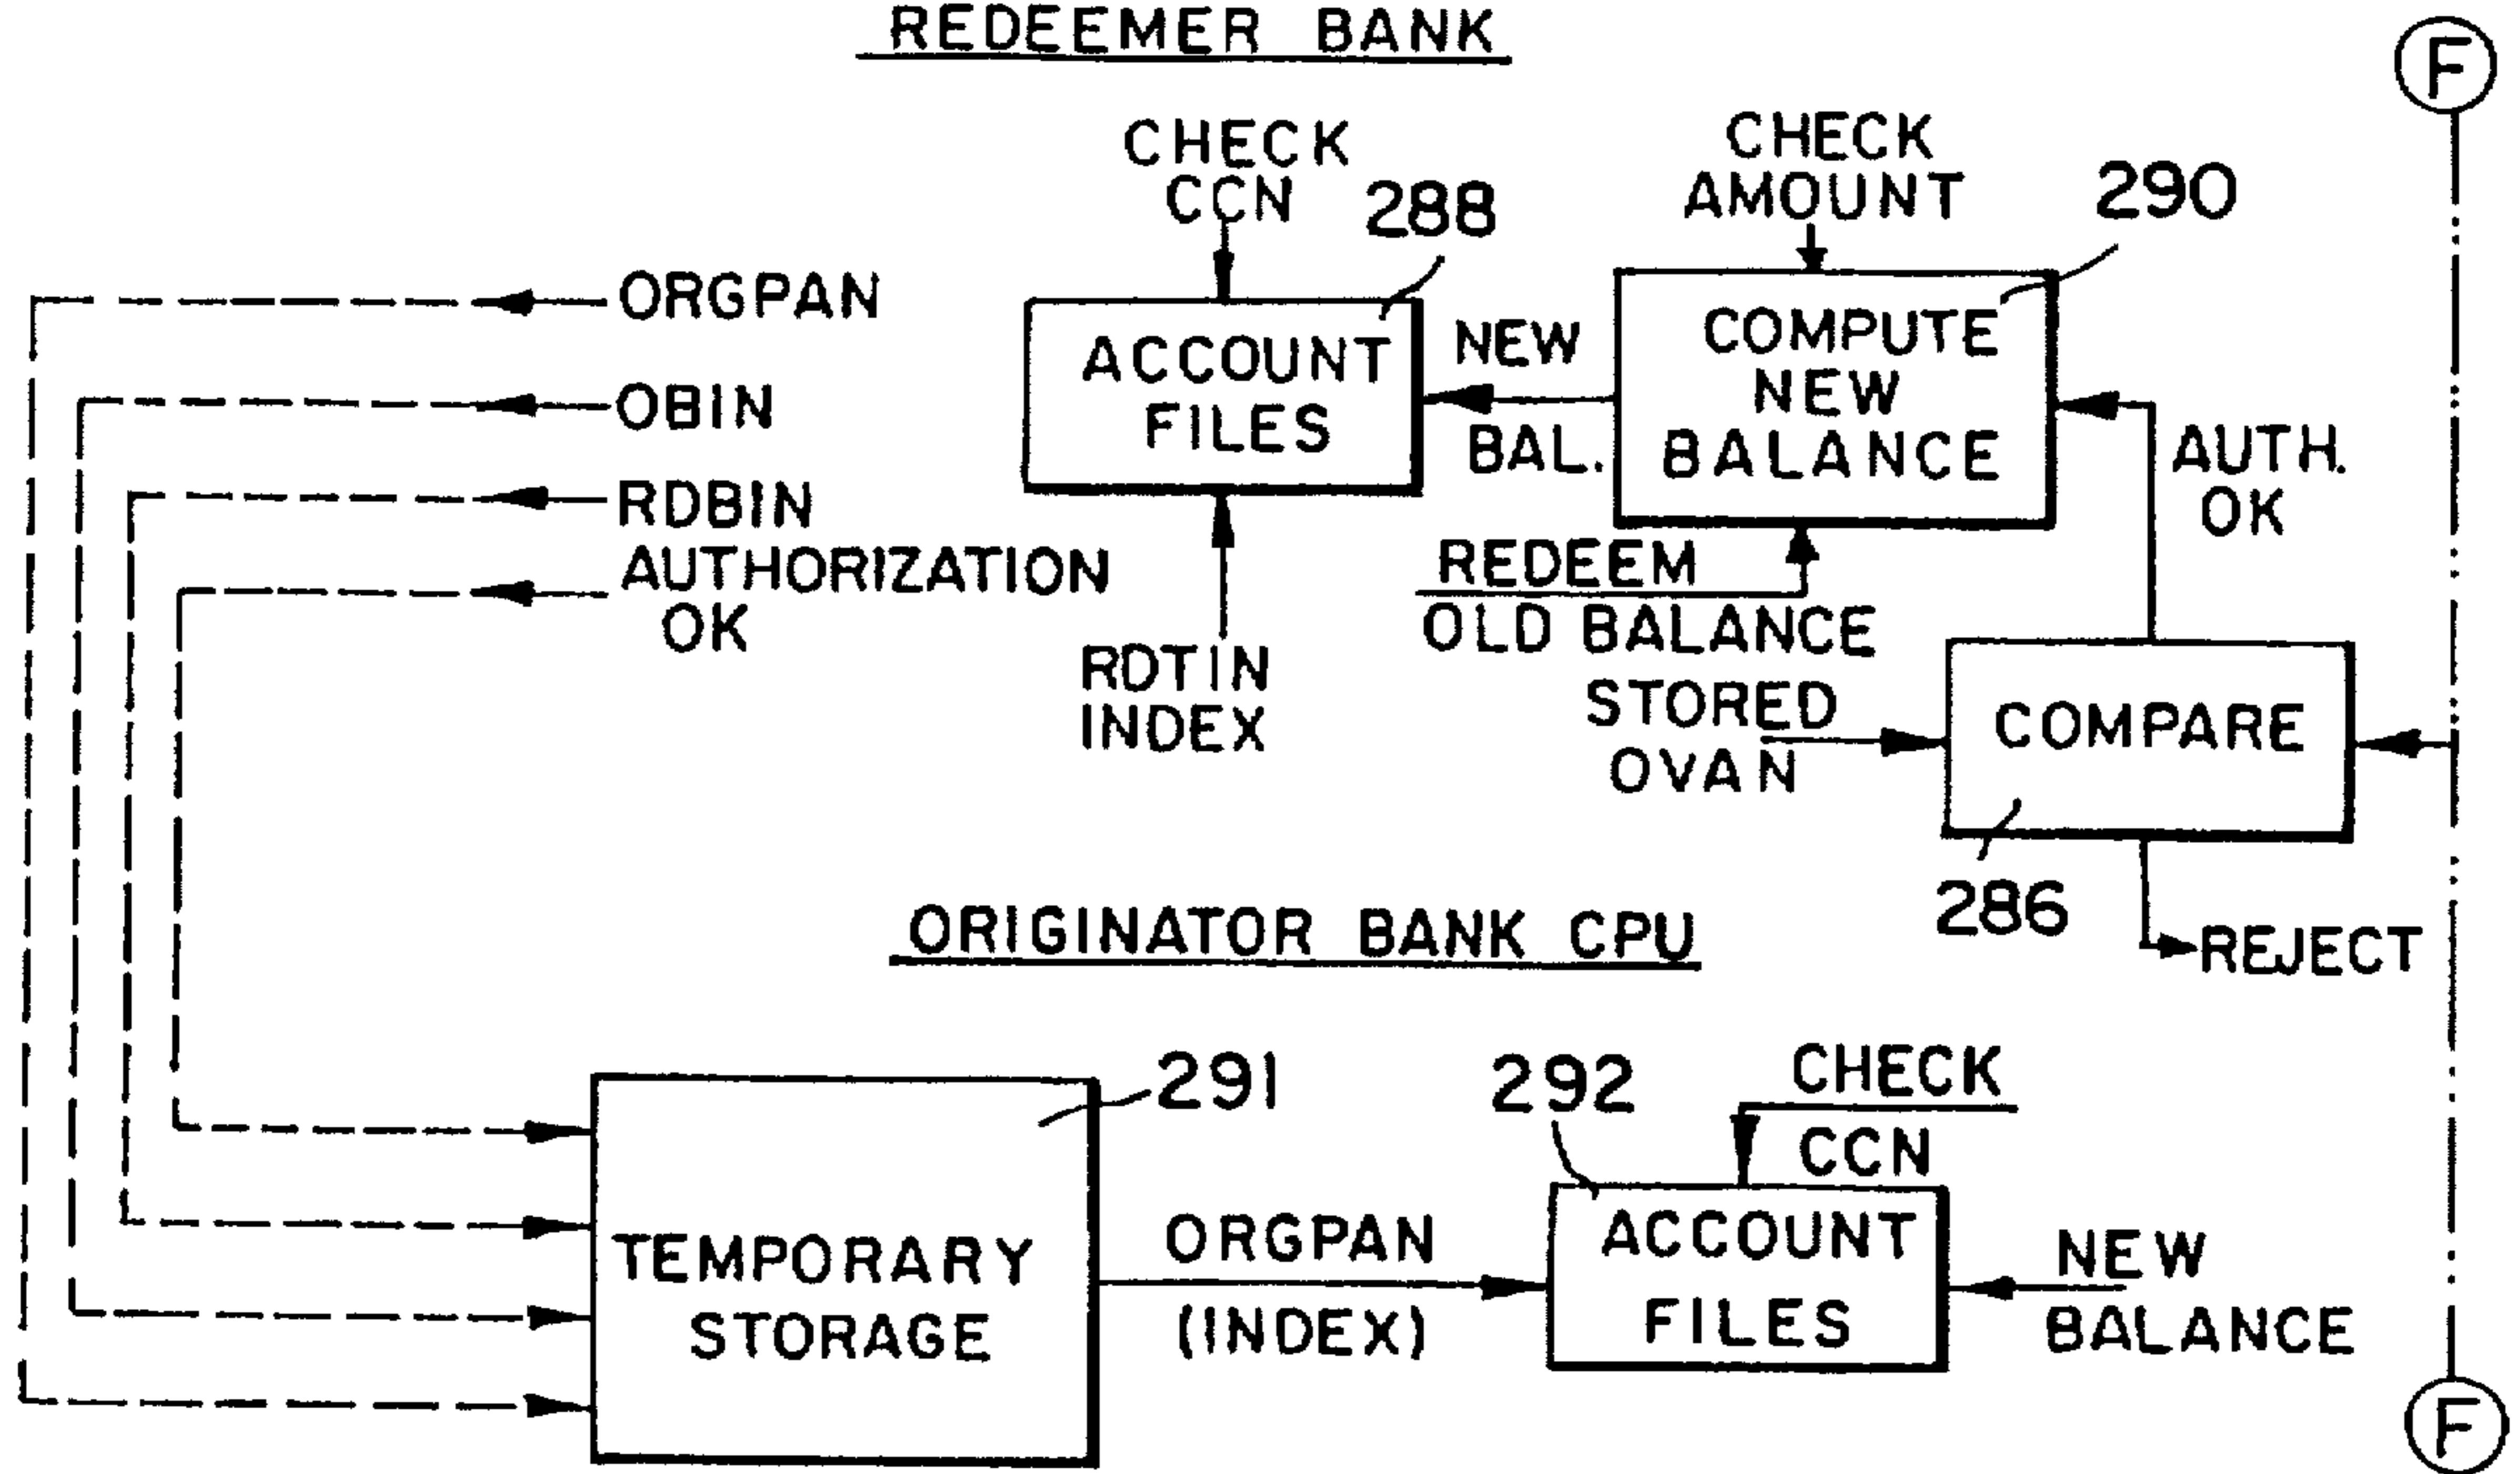 REDEEMER BANK
F
CHECK
CCN
288
CHECK
AMOUNT
290
ORGPAN
OBIN
RDBIN
AUTHORIZATION
OK
ACCOUNT
FILES
NEW
BAL.
COMPUTE
NEW
BALANCE
AUTH.
OK
RDTIN
INDEX
REDEEM
OLD BALANCE
STORED
OVAN
COMPARE
286
REJECT
ORIGINATOR BANK CPU
291
TEMPORARY
STORAGE
ORGPAN
(INDEX)
292
CHECK
CCN
ACCOUNT
FILES
NEW
BALANCE
F